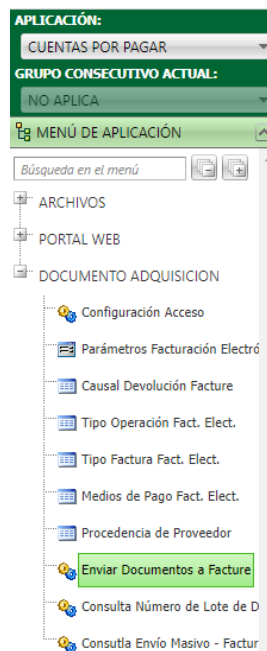 APLICACIÓN:
CUENTAS POR PAGAR
GRUPO CONSECUTIVO ACTUAL:
NO APLICA
MENÚ DE APLICACIÓN
Búsqueda en el menú
ARCHIVOS
PORTAL WEB
DOCUMENTO ADQUISICION
Configuración Acceso
Parámetros Facturación Electró
Causal Devolución Facture
Tipo Operación Fact. Elect.
Tipo Factura Fact. Elect.
Medios de Pago Fact. Elect.
Procedencia de Proveedor
Enviar Documentos a Facture
Consulta Número de Lote de D
Consutla Envío Masivo - Factur